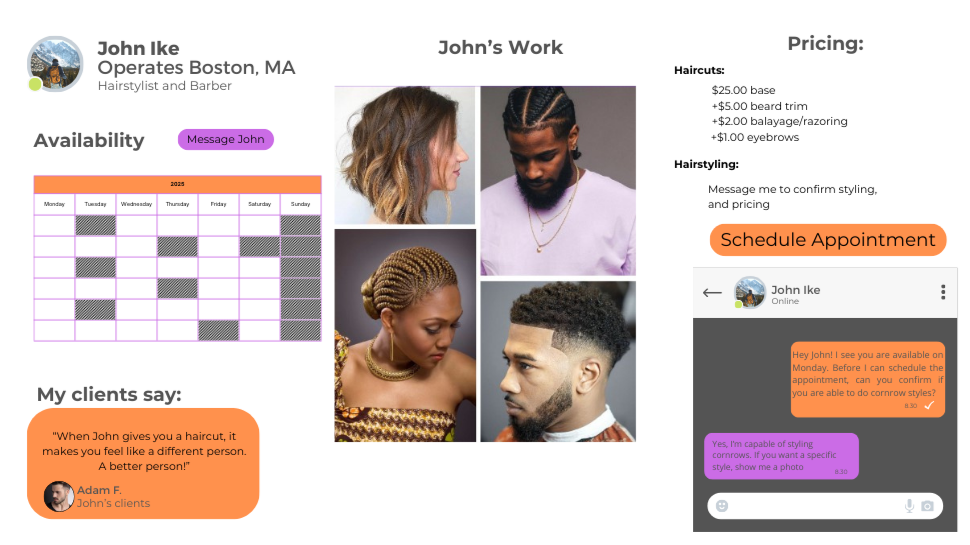 John Ike
Operates Boston, MA
Hairstylist and Barber
Availability
Message John
2025
Monday Tuesday Wednesday Thursday Friday Saturday Sunday
My clients say:
“When John gives you a haircut, it
makes you feel like a different person.
A better person!”
Adam F.
John’s clients
John’s Work
Pricing:
Haircuts:
$25.00 base
+$5.00 beard trim
+$2.00 balayage/razoring
+$1.00 eyebrows
Hairstyling:
Message me to confirm styling,
and pricing
Schedule Appointment
John Ike
Online
Hey John! I see you are available on
Monday. Before I can schedule the
appointment, can you confirm if
you are able to do cornrow styles?
8.30
Yes, I'm capable of styling
cornrows. If you want a specific
style, show me a photo
8.30